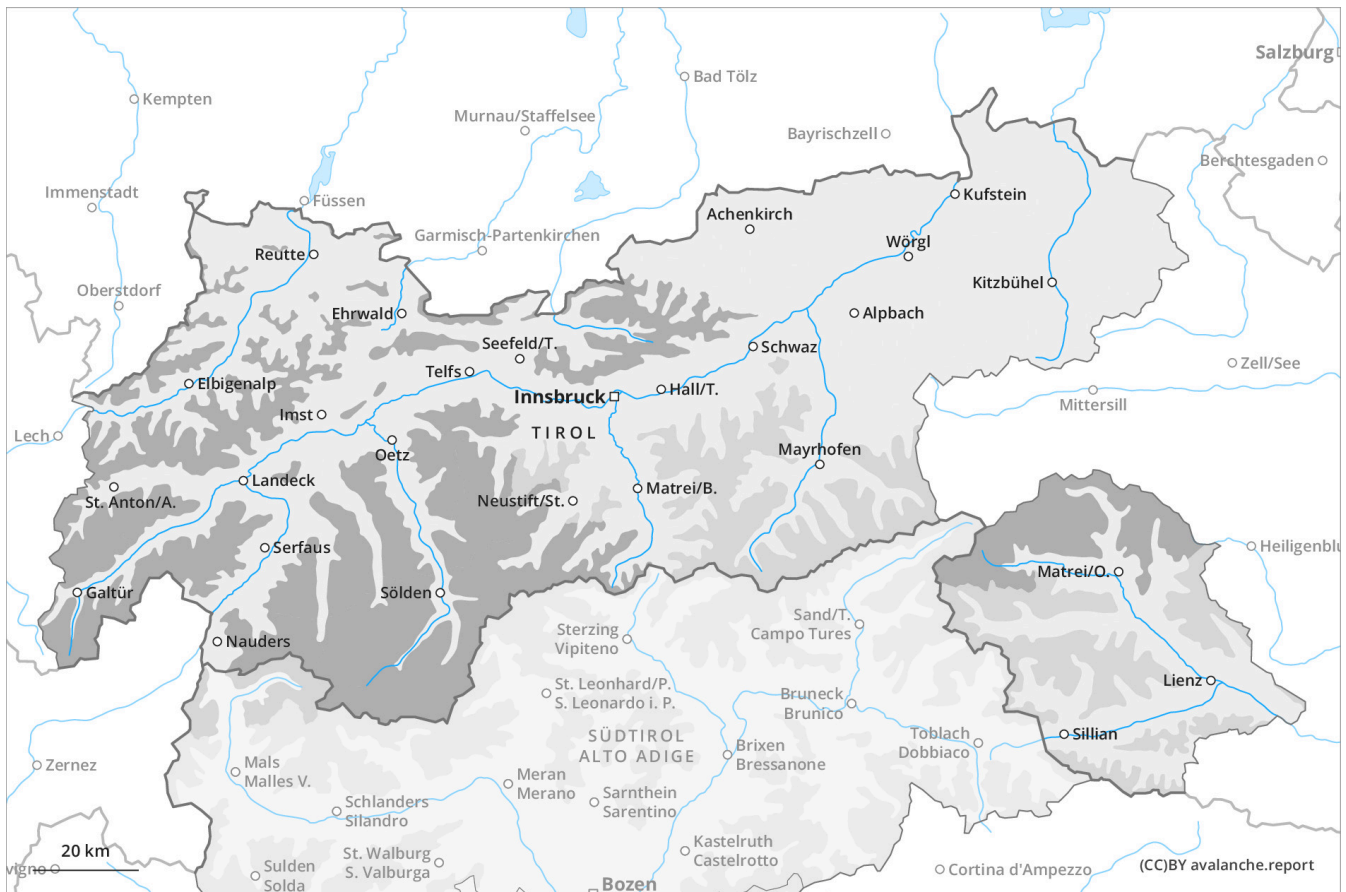 Salzburg
Bad Tölz
Kempten
Murnau/Staffelsee
Bayrischzell
Berchtesgaden
Immenstadt
Füssen
Kufstein
Achenkirch
Garmisch-Partenkirchen
Wörgl
Reutte
Kitzbühel
Oberstdorf
Ehrwald
Alpbach
Seefeld/T.
Schwaz
Zell/See
Telfs
Elbigenalp
Hall/T.
Innsbruck
Mittersill
Imst
TIROL
Lech
Oetz
Mayrhofen
Landeck
Matrei/B.
St. Anton/A.
Neustift/St.
Serfaus
Heiligenblu
Matrei/O.
Galtür
Sölden
Sand/T.
Campo Tures
Sterzing
Vipiteno
Nauders
Lienz
St. Leonhard/P.
S. Leonardo i. P.
Bruneck
Brunico
SÜDTIROL
ALTO ADIGE
Toblach
Dobbiaco
Sillian
Brixen
Bressanone
Zernez
Mals
Malles V.
Meran
Merano
Sarnthein
Sarentino
Schlanders
Silandro
Kastelruth
Castelrotto
20 km
St. Walburg
S. Valburga
(CC)BY avalanche.report
vigno
Sulden
Solda
Cortina d'Ampezzo
Bozen